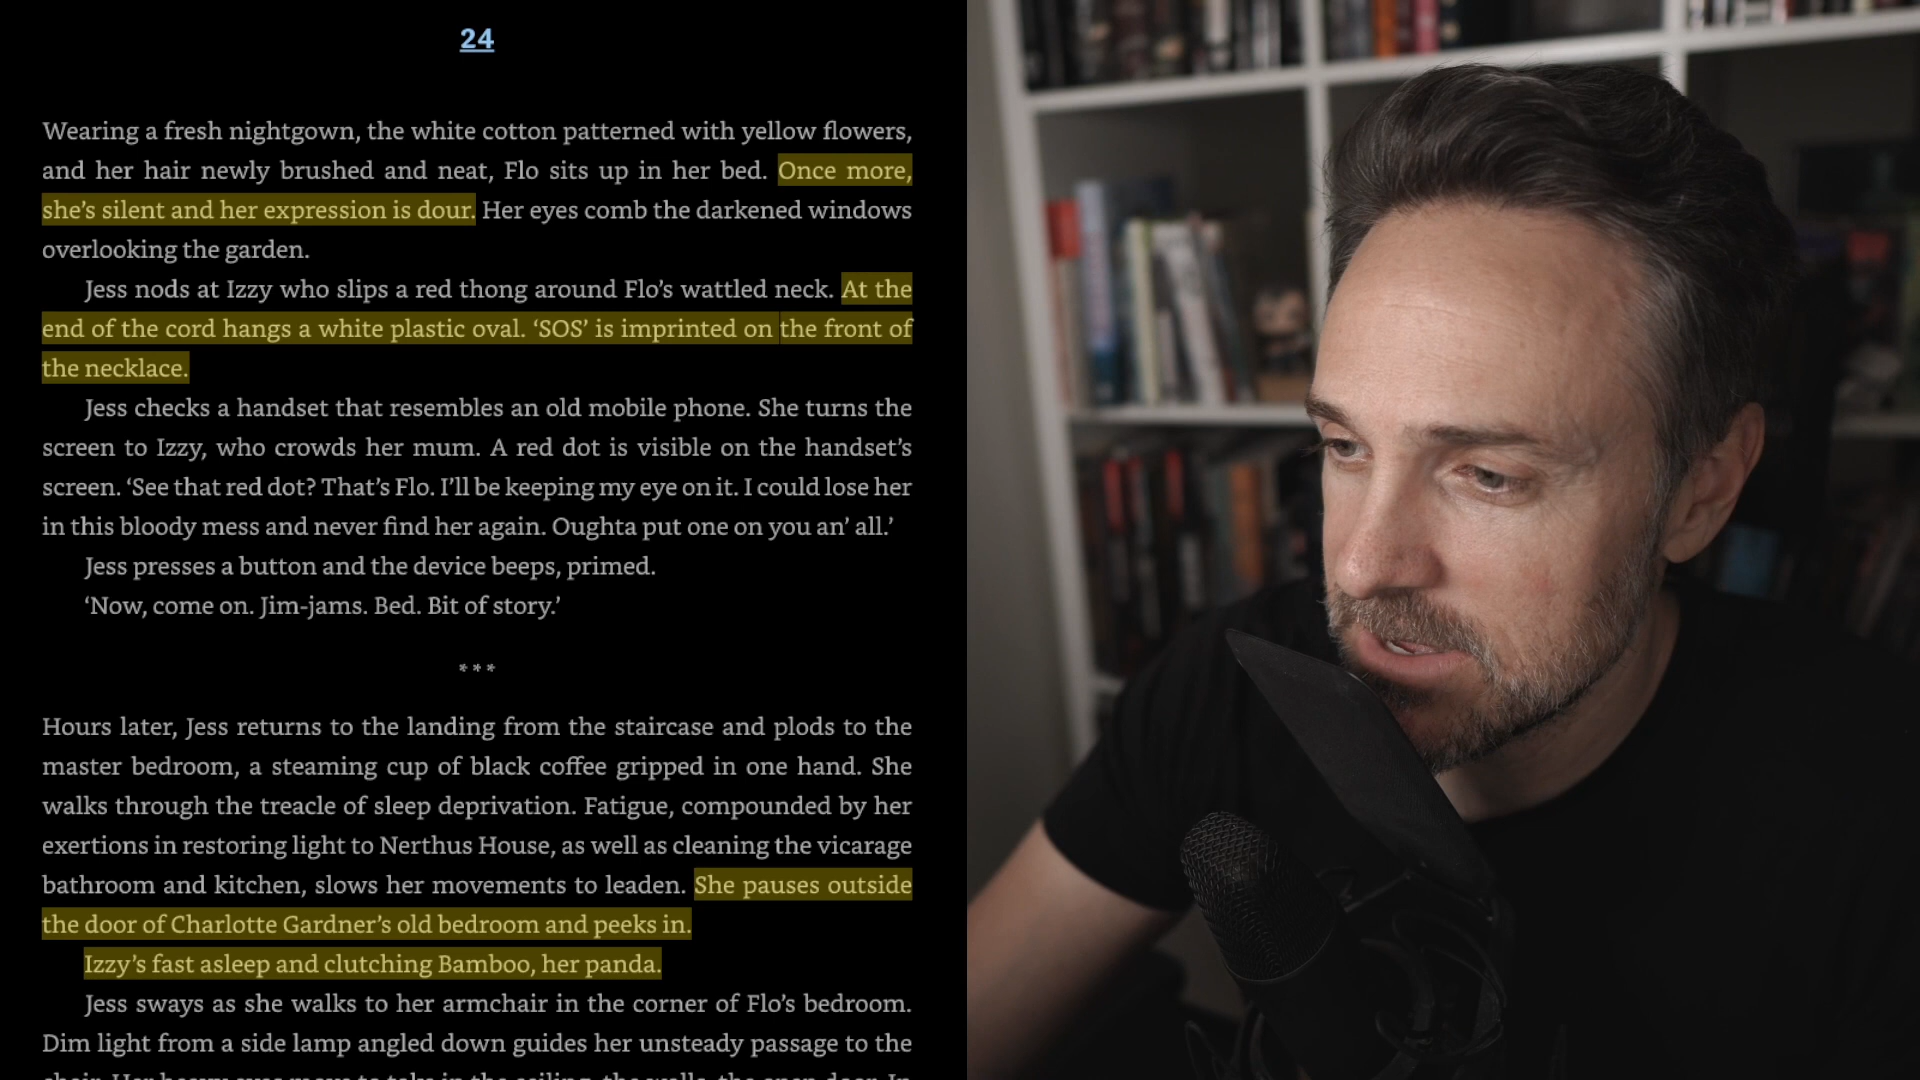 24
Wearing a fresh nightgown, the white cotton patterned with yellow flowers,
and her hair newly brushed and neat, Flo sits up in her bed. Once more,
she's silent and her expression is dour. Her eyes comb the darkened windows
overlooking the garden.
Jess nods at Izzy who slips a red thong around Flo's wattled neck. At the
end of the cord hangs a white plastic oval. ‘SOS’ is imprinted on the front of
the necklace.
Jess checks a handset that resembles an old mobile phone. She turns the
screen to Izzy, who crowds her mum. A red dot is visible on the handset's
screen. ‘See that red dot? That's Flo. I'll be keeping my eye on it. I could lose her
in this bloody mess and never find her again. Oughta put one on you an’ all.’
Jess presses a button and the device beeps, primed.
‘Now, come on. Jim-jams. Bed. Bit of story.’
***
Hours later, Jess returns to the landing from the staircase and plods to the
master bedroom, a steaming cup of black coffee gripped in one hand. She
walks through the treacle of sleep deprivation. Fatigue, compounded by her
exertions in restoring light to Nerthus House, as well as cleaning the vicarage
bathroom and kitchen, slows her movements to leaden. She pauses outside
the door of Charlotte Gardner's old bedroom and peeks in.
Izzy's fast asleep and clutching Bamboo, her panda.
Jess sways as she walks to her armchair in the corner of Flo's bedroom.
Dim light from a side lamp angled down guides her unsteady passage to the